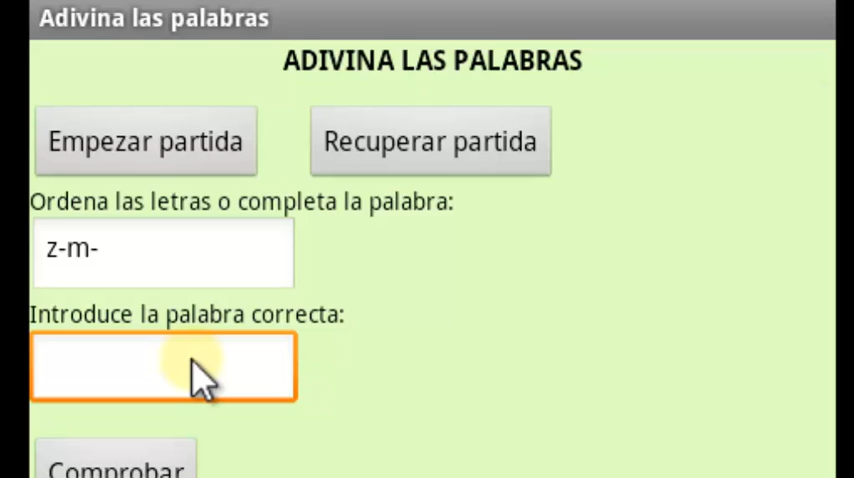 Adivina las palabras
ADIVINA LAS PALABRAS
Empezar partida
Recuperar partida
Ordena las letras o completa la palabra:
z-m-
Introduce la palabra correcta:
Comprobar